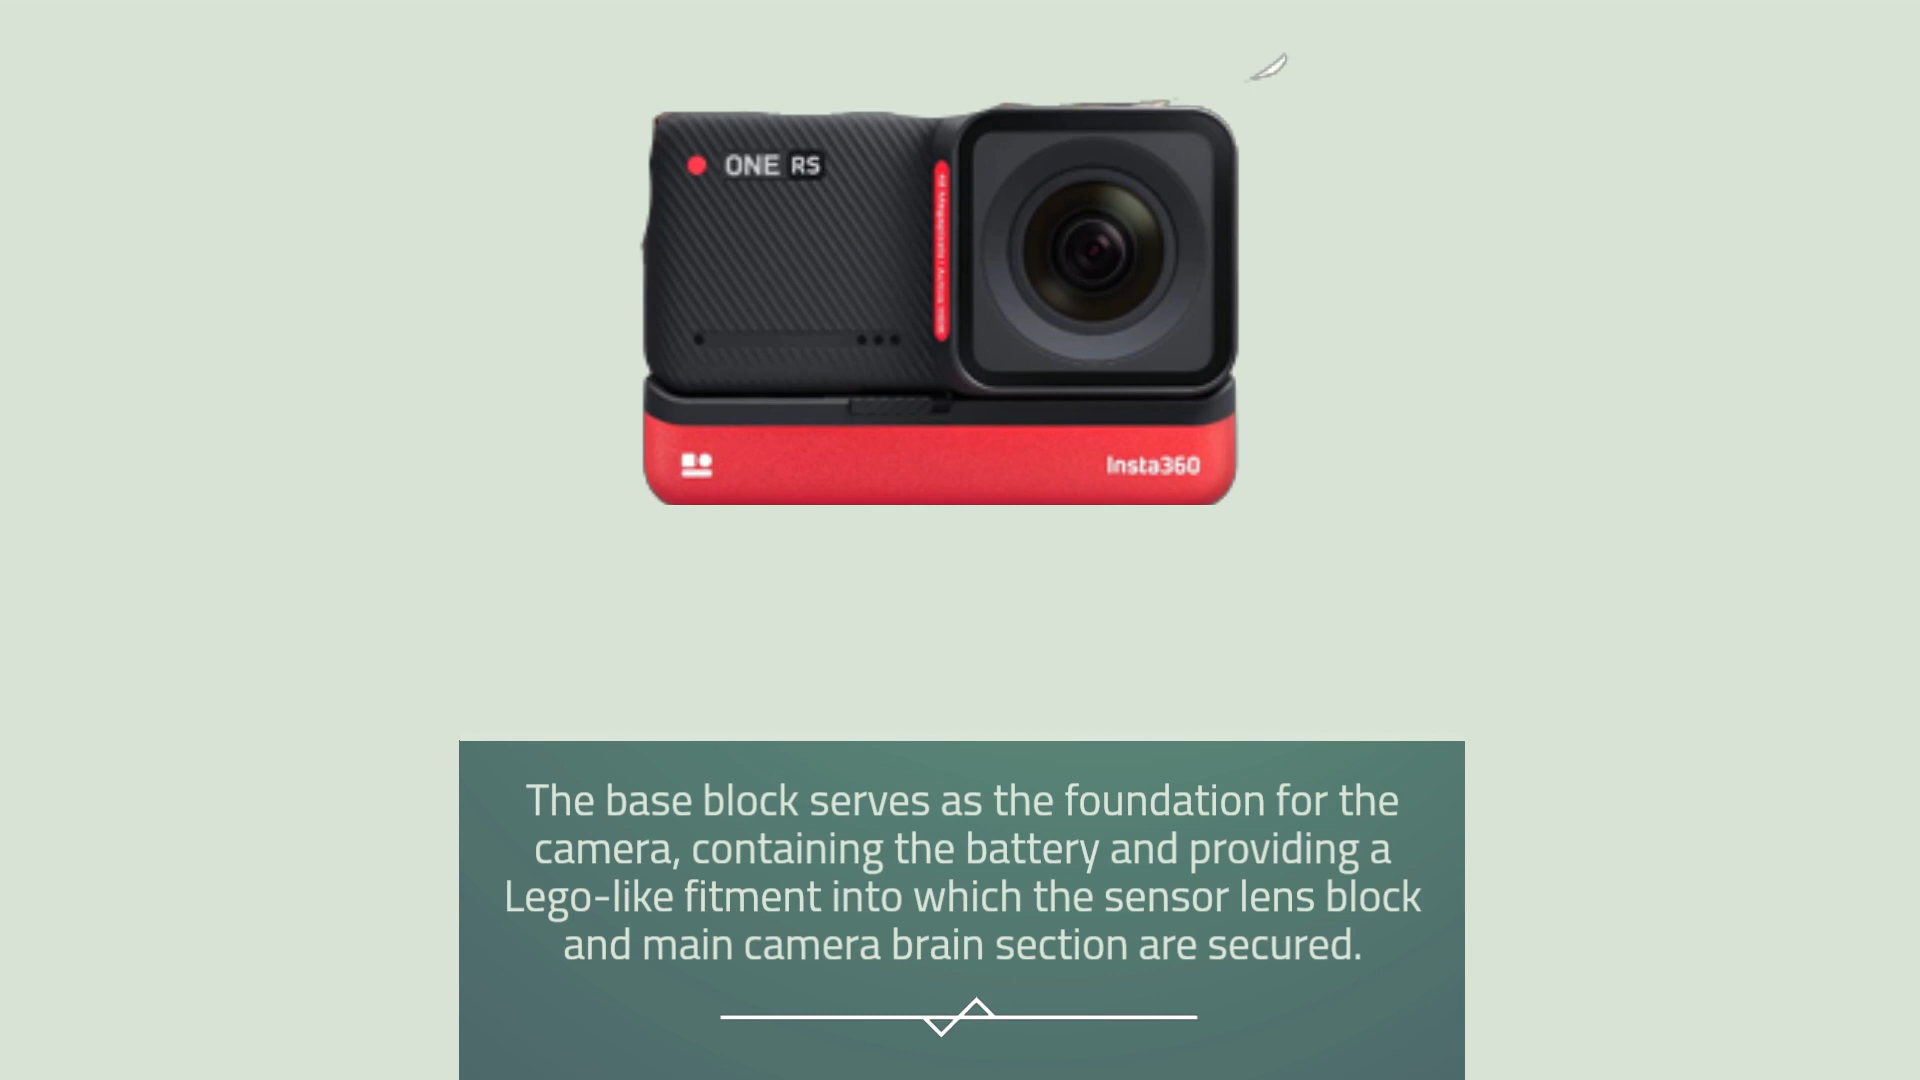 ONE RS
Insta360
The base block serves as the foundation for the
camera, containing the battery and providing a
Lego-like fitment into which the sensor lens block
and main camera brain section are secured.